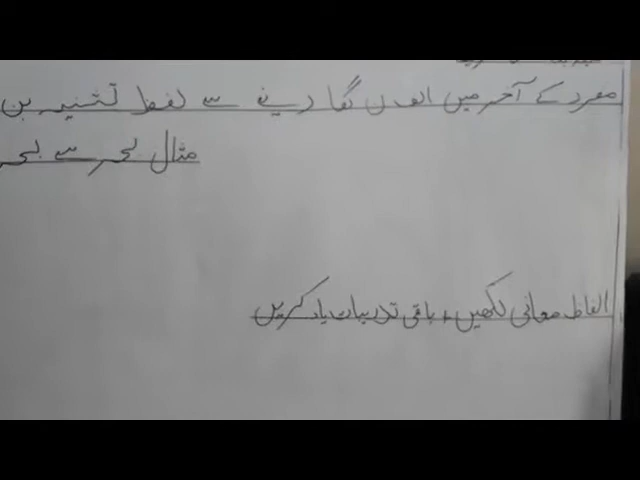 مفرد کے آخر میں ا ن لگا دینے سے لفظ تثنیہ بن
مثال بحر سے بحر
الفاظ معانی لکھیں + باقی تدریبات یاد کریں